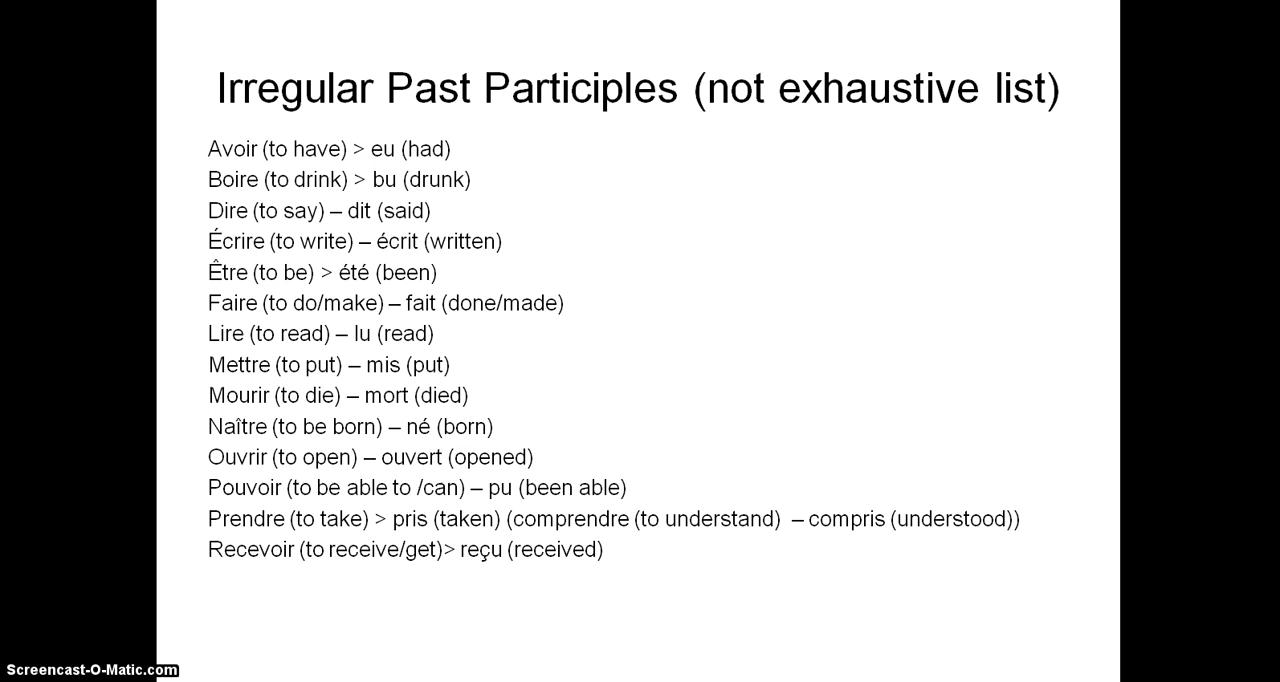 Irregular Past Participles (not exhaustive list)
Avoir (to have) > eu (had)
Boire (to drink) > bu (drunk)
Dire (to say) – dit (said)
Écrire (to write) – écrit (written)
Être (to be) > été (been)
Faire (to do/make) – fait (done/made)
Lire (to read) – lu (read)
Mettre (to put) – mis (put)
Mourir (to die) – mort (died)
Naître (to be born) – né (born)
Ouvrir (to open) – ouvert (opened)
Pouvoir (to be able to /can) – pu (been able)
Prendre (to take) > pris (taken) (comprendre (to understand)  – compris (understood))
Recevoir (to receive/get)> reçu (received)
Screencast-O-Matic.com